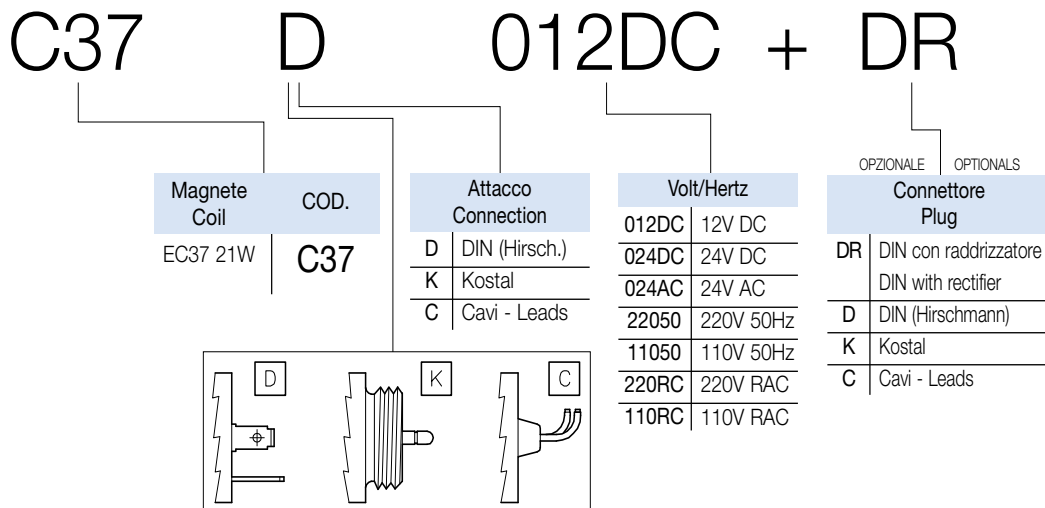 C37 D 012DC + DR
OPZIONALE OPTIONALS
Magnete
Coil
COD.
EC37 21W
C37
Attacco
Connection
D DIN (Hirsch.)
K Kostal
C Cavi - Leads
Volt/Hertz
012DC 12V DC
024DC 24V DC
024AC 24V AC
22050 220V 50Hz
11050 110V 50Hz
220RC 220V RAC
110RC 110V RAC
Connettore
Plug
DR DIN con raddrizzatore
DIN with rectifier
D DIN (Hirschmann)
K Kostal
C Cavi - Leads
D K C